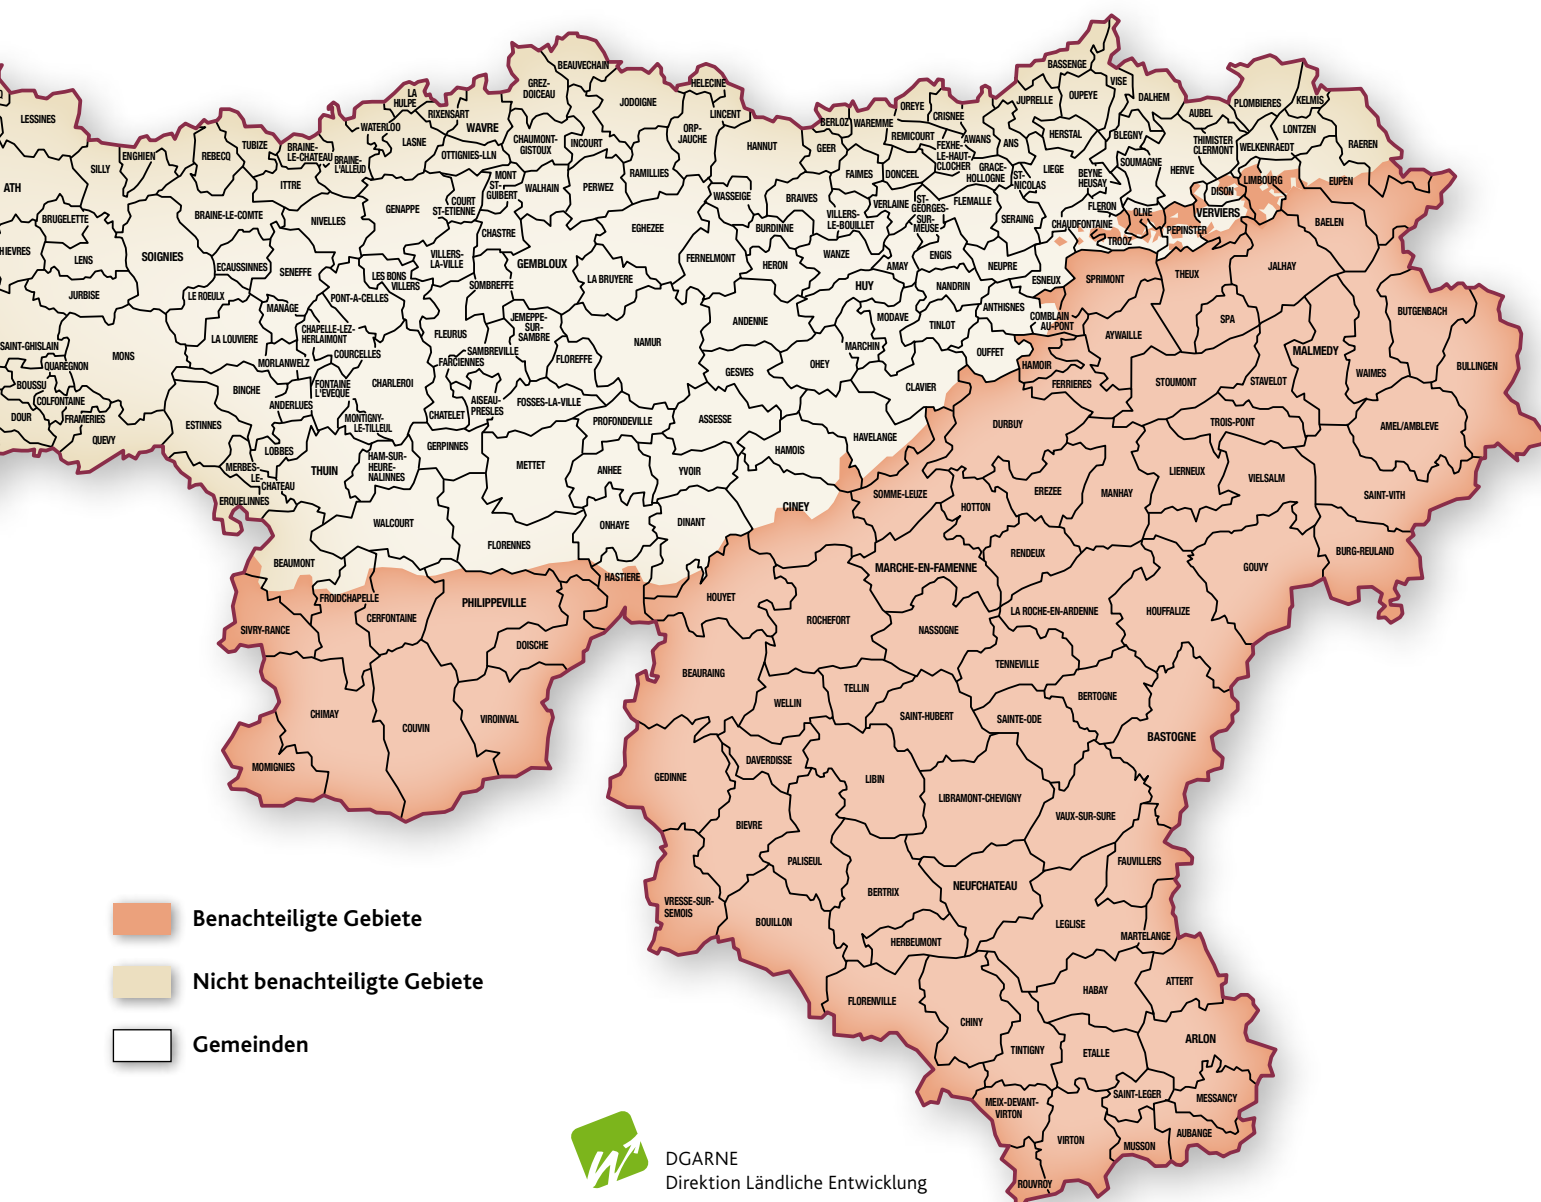 BEAUVECHAIN
GREZ-
DOICEAU
HELECINE
LA
HULPE
RIXENSART
JODOIGNE
LINCENT
LESSINES
WATERLOO
WAVRE
ORP-
JAUCHE
BASSENGE
VISE
OUPEYE
DALHEM
JUPRELLE
OREYE
CRISNEE
PLOMBIERES
KELMIS
AUBEL
LONTZEN
RAEREN
BERLOZ
WAREMME
REMICOURT
AWANS
ANS
HERSTAL
BLEGNY
THIMISTER
CLERMONT
WELKENRAEDT
SILLY
ENGHIEN
REBECQ
TUBIZE
BRAINE-
LE-CHATEAU
BRAINE-
L'ALLEUD
LASNE
OTTIGNIES-LLN
CHAUMONT-
GISTOUX
INCOURT
HANNUT
GEER
FEXHE-
LE-HAUT-
CLOCHER
GRACE-
HOLLOGNE
ST-
NICOLAS
LIEGE
SOUMAGNE
HERVE
BEYNE
HEUSAY
ATH
ITTRE
MONT
ST-
GUIBERT
WALHAIN
PERWEZ
RAMILLIES
FAIMES
DONCEEL
LIMBOURG
EUPEN
DISON
BRUGELETTE
BRAINE-LE-COMTE
NIVELLES
GENAPPE
COURT
ST-ETIENNE
CHASTRE
WASSEIGE
BRAIVES
VERLAINE
ST-
GEORGES-
SUR-
MEUSE
FLEMALLE
SERAING
FLERON
CHAUDFONTAINE
OLNE
VERVIERS
PEPINSTER
TROOZ
BAELEN
HIEVRES
LENS
SOIGNIES
ECAUSSINNES
SENEFFE
VILLERS-
LA-VILLE
GEMBLOUX
EGHEZEE
BURDINNE
VILLERS-
LE-BOUILLET
FERNELMONT
HERON
WANZE
AMAY
ENGIS
NEUPRE
ESNEUX
SPRIMONT
THEUX
JALHAY
JURBISE
LE ROEULX
MANAGE
LES BONS
VILLERS
PONT-A-CELLES
SOMBREFFE
LA BRUYERE
HUY
NANDRIN
ANTHISNES
COMBLAIN
AU-PONT
SPA
BUTGENBACH
SAINT-GHISLAIN
MONS
LA LOUVIERE
CHAPELLE-LEZ-
HERLAIMONT
COURCELLES
FLEURUS
JEMEPPE-
SUR-
SAMBRE
SAMBREVILLE
FARCIENNES
FLOREFFE
NAMUR
ANDENNE
MODAVE
TINLOT
MARCHIN
OUFFET
HAMOIR
AYWAILLE
MALMEDY
WAIMES
BULLINGEN
QUAREGNON
BOUSSU
COLFONTAINE
MORLANWELZ
BINCHE
ANDERLUES
FONTAINE
L'EVEQUE
CHARLEROI
GESVES
OHEY
CLAVIER
FERRIERES
STOUMONT
STAVELOT
DOUR
FRAMERIES
QUEVY
ESTINNES
MONTIGNY-
LE-TILLEUL
CHATELET
AISEAU-
PRESLES
FOSSES-LA-VILLE
PROFONDEVILLE
ASSESSE
DURBUY
TROIS-PONT
AMEL/AMBLEVE
LOBBES
MERBES-
LE-
CHATEAU
THUIN
HAM-SUR-
HEURE-
NALINNES
GERPINNES
METTET
ANHEE
YVOIR
HAMOIS
HAVELANGE
SOMME-LEUZE
HOTTON
EREZEE
MANHAY
LIERNEUX
VIELSALM
SAINT-VITH
ERQUELINNES
WALCOURT
FLORENNES
ONHAYE
DINANT
CINEY
BURG-REULAND
BEAUMONT
HASTIERE
MARCHE-EN-FAMENNE
RENDEUX
GOUVY
SIVRY-RANCE
FROIDCHAPELLE
CERFONTAINE
PHILIPPEVILLE
DOISCHE
HOUYET
ROCHEFORT
NASSOGNE
LA ROCHE-EN-ARDENNE
HOUFFALIZE
BEAURAING
TENNEVILLE
CHIMAY
COUVIN
VIROINVAL
WELLIN
TELLIN
SAINT-HUBERT
SAINTE-ODE
BERTOGNE
BASTOGNE
MOMIGNIES
GEDINNE
DAVERDISSE
LIBIN
LIBRAMONT-CHEVIGNY
VAUX-SUR-SURE
BIEVRE
PALISEUL
FAUVILLERS
BERTRIX
NEUFCHATEAU
VRESSE-SUR-
SEMOIS
BOUILLON
HERBEUMONT
LEGLISE
MARTELANGE
FLORENVILLE
HABAY
ATTERT
CHINY
TINTIGNY
ETALLE
ARLON
MEIX-DEVANT-
VIRTON
SAINT-LEGER
MESSANCY
VIRTON
MUSSON
AUBANGE
ROUVROY
Benachteiligte Gebiete
Nicht benachteiligte Gebiete
Gemeinden
DGARNE
Direktion Ländliche Entwicklung